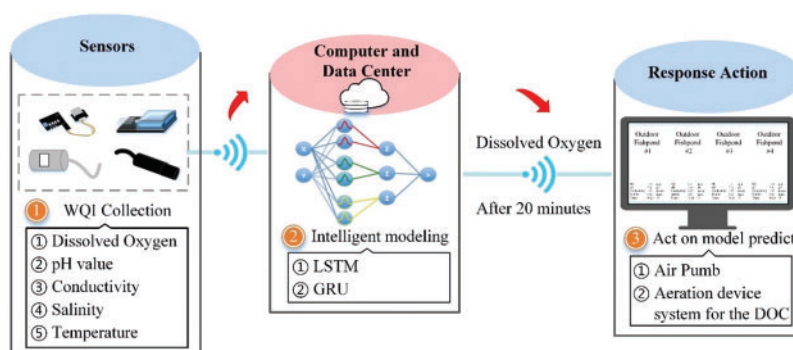 Sensors
① WQI Collection
① Dissolved Oxygen
② pH value
③ Conductivity
④ Salinity
⑤ Temperature
Computer and
Data Center
② Intelligent modeling
① LSTM
② GRU
Dissolved Oxygen
After 20 minutes
Response Action
Outdoor Outdoor Outdoor Outdoor
Fishpond Fishpond Fishpond Fishpond
#1 #2 #3 #4
③ Act on model predict
① Air Pumb
② Aeration device
system for the DOC